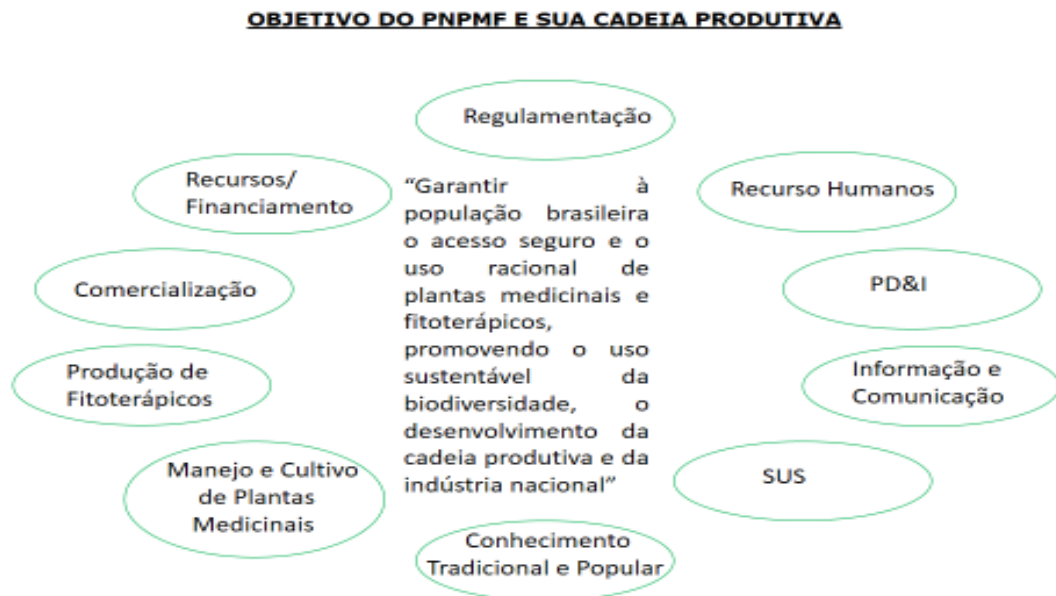 OBJETIVO DO PNPMF E SUA CADEIA PRODUTIVA
Regulamentação
Recursos/
Financiamento
"Garantir à
população brasileira
o acesso seguro e o
uso racional de
plantas medicinais e
fitoterápicos,
promovendo o uso
sustentável da
biodiversidade, o
desenvolvimento da
cadeia produtiva e da
indústria nacional"
Recurso Humanos
Comercialização
PD&I
Produção de
Fitoterápicos
Informação e
Comunicação
Manejo e Cultivo
de Plantas
Medicinais
SUS
Conhecimento
Tradicional e Popular